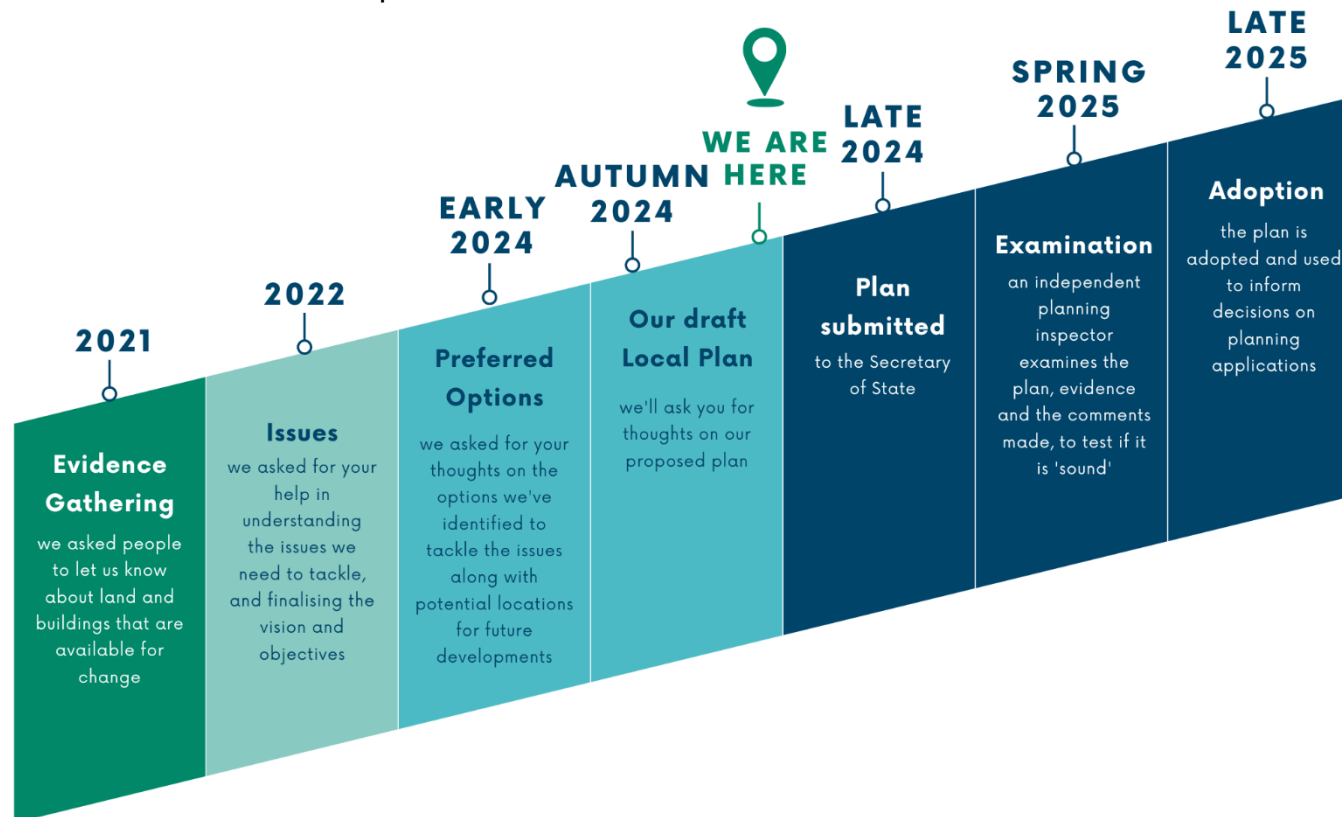 2021
Evidence
Gathering
we asked people
to let us know
about land and
buildings that are
available for
change
2022
Issues
we asked for your
help in
understanding
the issues we
need to tackle,
and finalising the
vision and
objectives
EARLY
2024
Preferred
Options
we asked for your
thoughts on the
options we've
identified to
tackle the issues
along with
potential locations
for future
developments
AUTUMN
2024
Our draft
Local Plan
we'll ask you for
thoughts on our
proposed plan
WE ARE
HERE
LATE
2024
Plan
submitted
to the Secretary
of State
SPRING
2025
Examination
an independent
planning
inspector
examines the
plan, evidence
and the comments
made, to test if it
is 'sound'
LATE
2025
Adoption
the plan is
adopted and used
to inform
decisions on
planning
applications